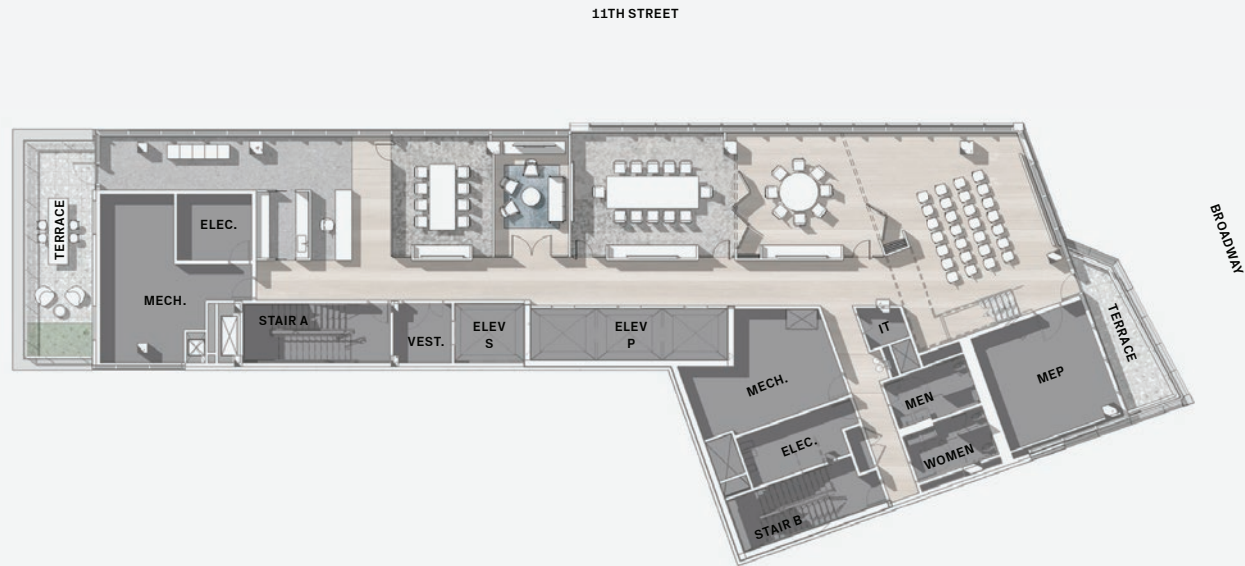 11TH STREET
BROADWAY
TERRACE
ELEC.
MECH.
STAIR A
VEST.
ELEV
S
ELEV
P
IT
TERRACE
MECH.
MEN
MEP
ELEC.
WOMEN
STAIR B